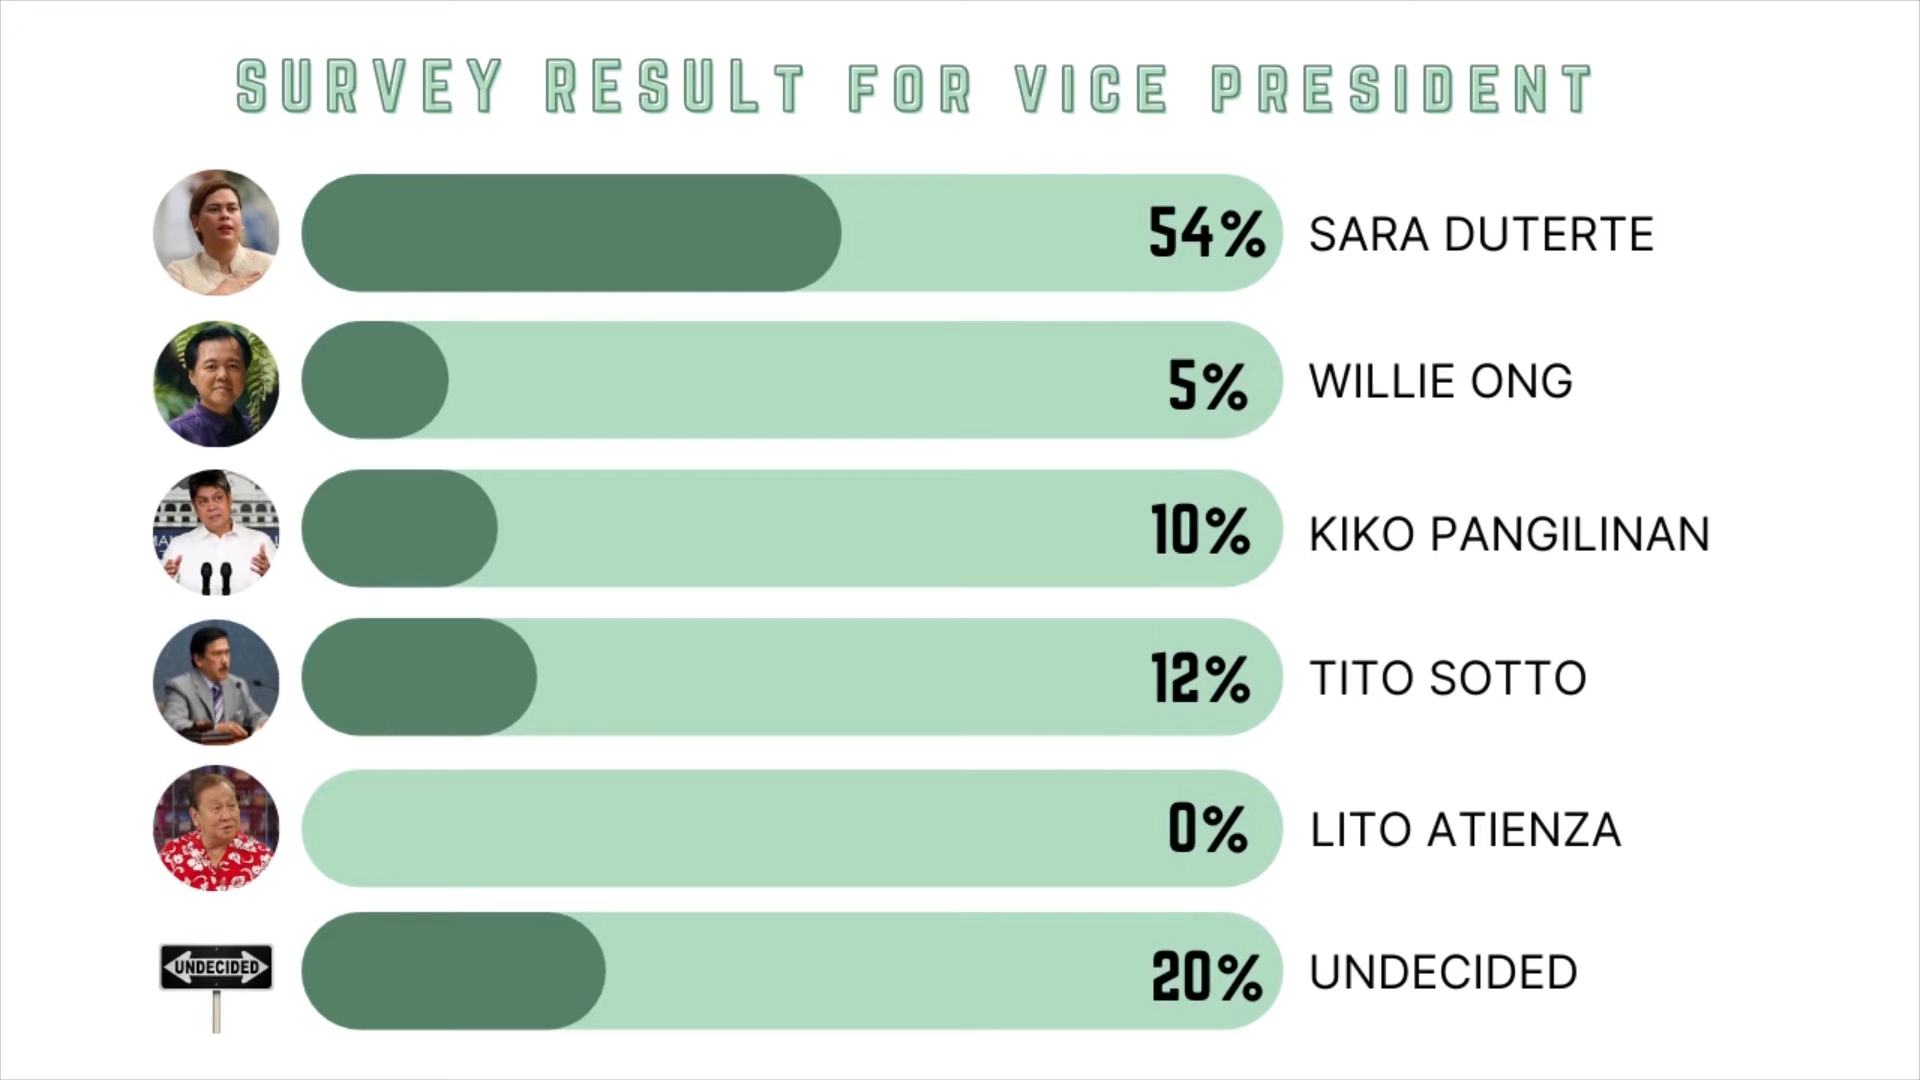 SURVEY RESULT FOR VICE PRESIDENT
54% SARA DUTERTE
5% WILLIE ONG
10% KIKO PANGILINAN
12% TITO SOTTO
0% LITO ATIENZA
UNDECIDED 20% UNDECIDED